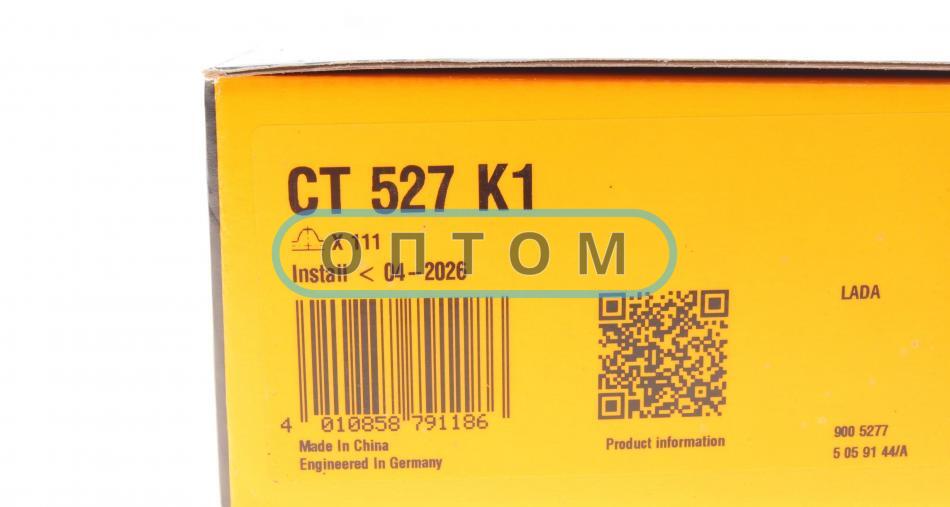 CT 527 K1
X 111
ОПТОМ
Install < 04-2026
LADA
4 010858 791186
Made In China
Engineered In Germany
Product information
900 5277
5 05 91 44/A